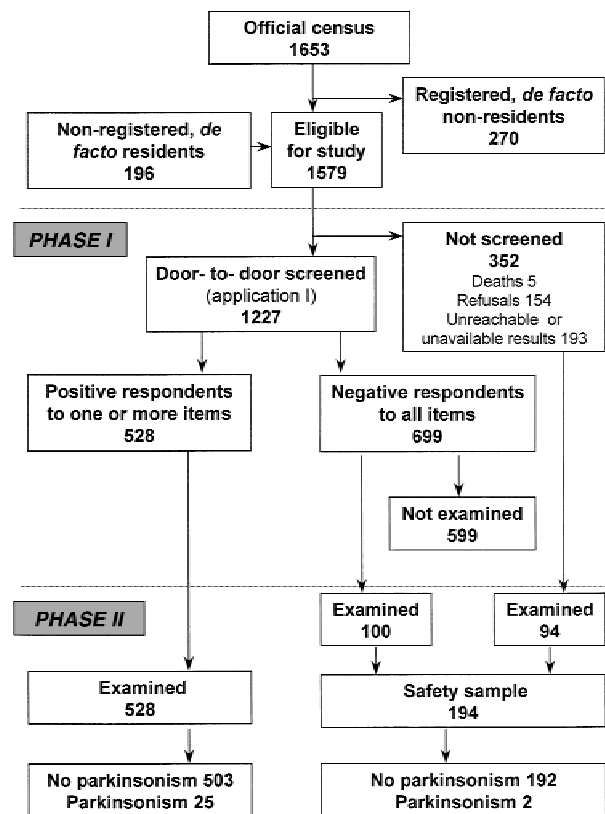 Official census
1653
Registered, de facto
non-residents
270
Non-registered, de
facto residents
196
Eligible
for study
1579
PHASE I
Not screened
352
Deaths 5
Refusals 154
Unreachable or
unavailable results 193
Door- to- door screened
(application I)
1227
Positive respondents
to one or more items
528
Negative respondents
to all items
699
Not examined
599
PHASE II
Examined
100
Examined
94
Examined
528
Safety sample
194
No parkinsonism 503
Parkinsonism 25
No parkinsonism 192
Parkinsonism 2